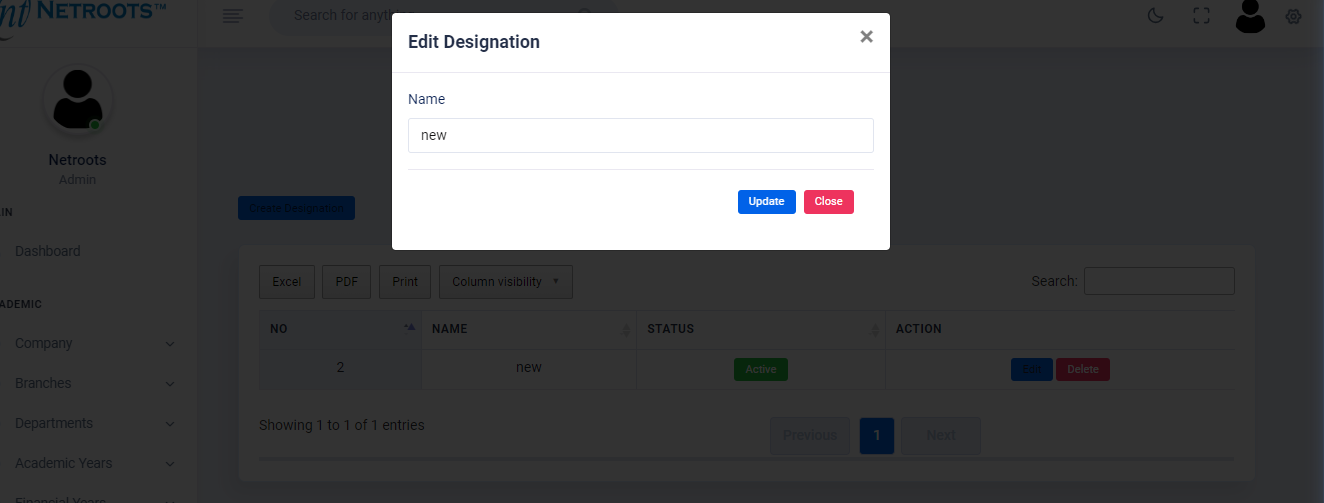 nt NETROOTS™
Search for anything
Edit Designation
×
Name
new
Update Close
Netroots
Admin
IN
Create Designation
Dashboard
ADEMIC
Excel PDF Print Column visibility
Search:
NO NAME STATUS ACTION
2 new Active Edit Delete
Company
Branches
Departments
Academic Years
Financial Years
Showing 1 to 1 of 1 entries
Previous 1 Next